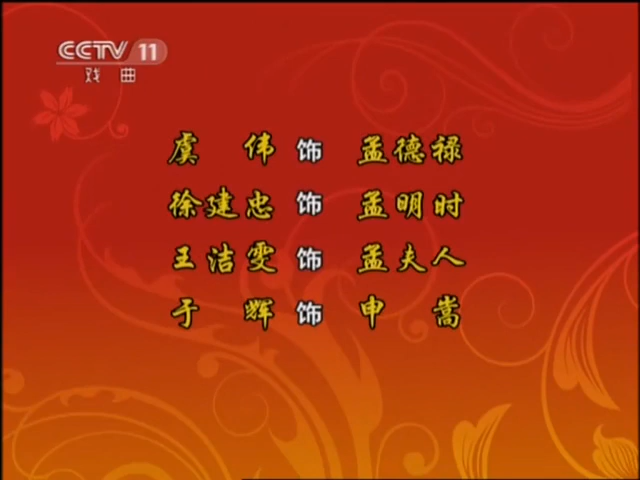 CCTV 11
戏曲
虞伟 饰 孟德禄
徐建忠 饰 孟明时
王洁雯 饰 孟夫人
于辉 饰 申嵩